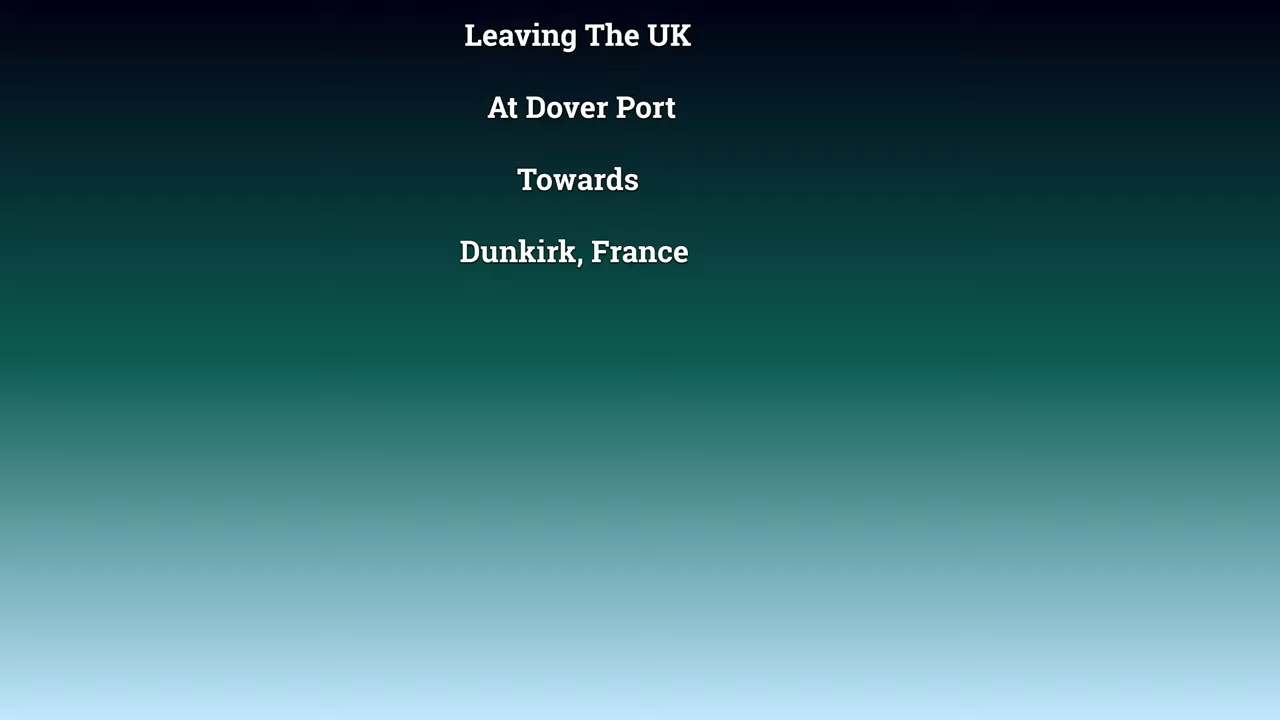 Leaving The UK
At Dover Port
Towards
Dunkirk, France